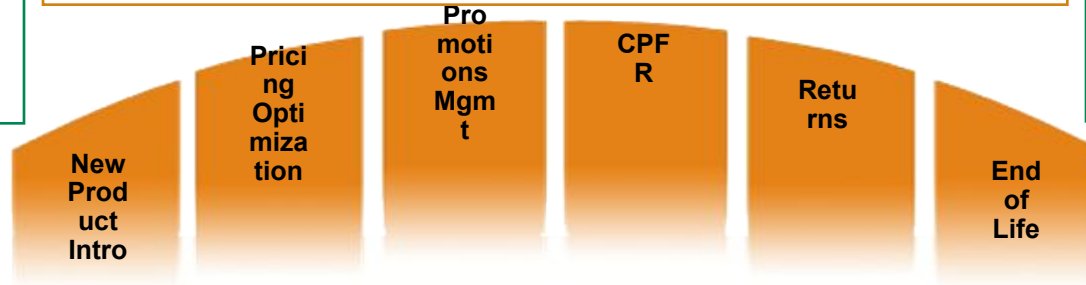 New
Prod
uct
Intro
Prici
ng
Opti
miza
tion
Pro
moti
ons
Mgm
t
CPF
R
Retu
rns
End
of
Life